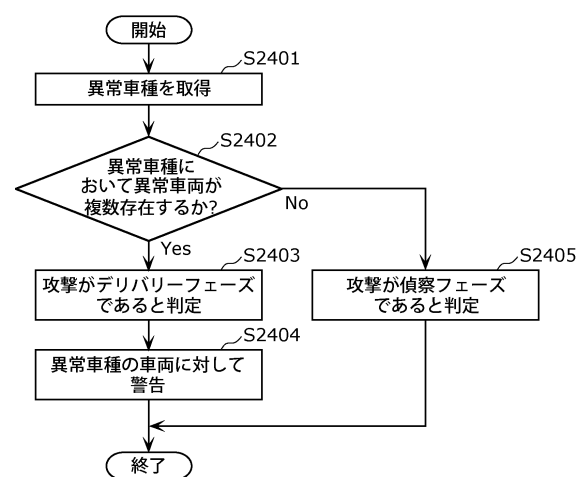 開始
S2401
異常車種を取得
S2402
異常車種に
おいて異常車両が
複数存在するか?
No
Yes
S2403
攻撃がデリバリーフェーズ
であると判定
S2405
攻撃が偵察フェーズ
であると判定
S2404
異常車種の車両に対して
警告
終了